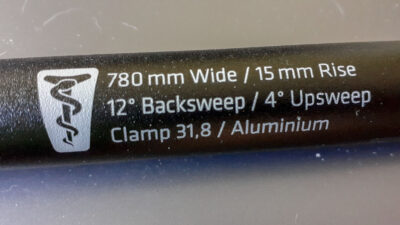 780 mm Wide / 15 mm Rise
12° Backsweep / 4° Upsweep
Clamp 31,8 / Aluminium